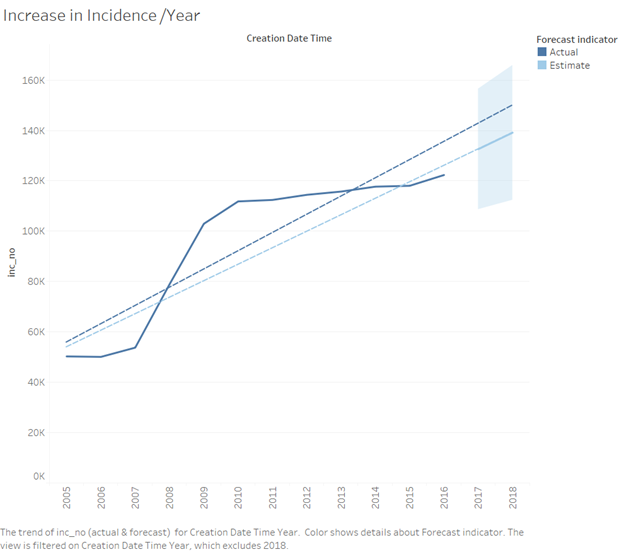 Increase in Incidence /Year
Creation Date Time
Forecast indicator
Actual
Estimate
160K
140K
120K
100K
80K
60K
40K
20K
0K
inc_no
2005
2006
2007
2008
2009
2010
2011
2012
2013
2014
2015
2016
2017
2018
The trend of inc_no (actual & forecast) for Creation Date Time Year. Color shows details about Forecast indicator. The
view is filtered on Creation Date Time Year, which excludes 2018.